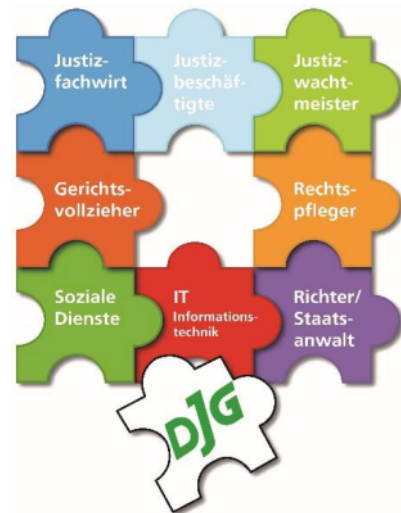 Justiz-
fachwirt
Justiz-
beschäf-
tigte
Justiz-
wacht-
meister
Gerichts-
vollzieher
Rechts-
pfleger
Soziale
Dienste
IT
Informations-
technik
Richter/
Staats-
anwalt
DJG